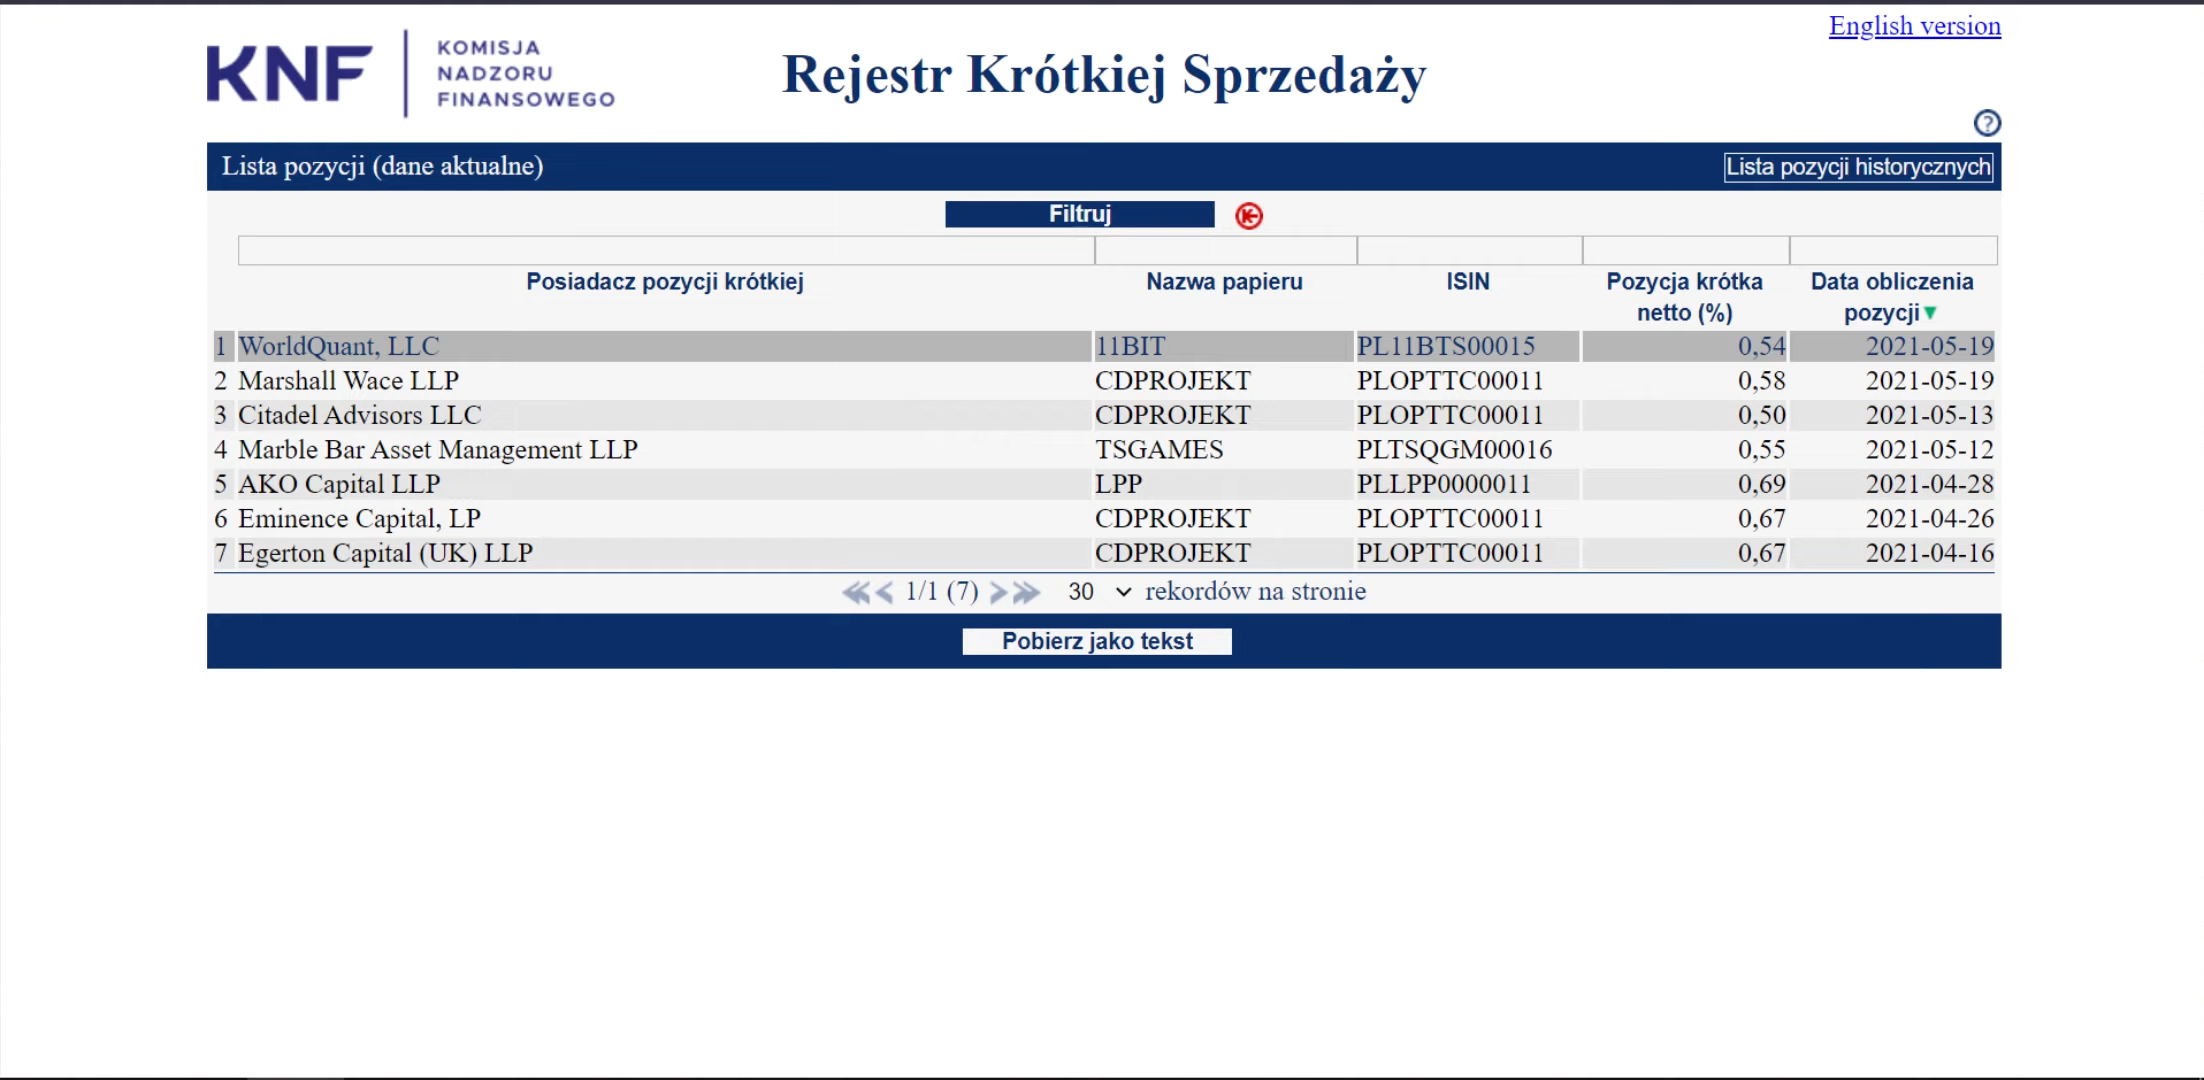 English version
KNF
KOMISJA
NADZORU
FINANSOWEGO
Rejestr Krótkiej Sprzedaży
?
Lista pozycji (dane aktualne) Lista pozycji historycznych
Filtruj
Posiadacz pozycji krótkiej Nazwa papieru ISIN Pozycja krótka netto (%) Data obliczenia pozycji▼
1 WorldQuant, LLC 11BIT PL11BTS00015 0,54 2021-05-19
2 Marshall Wace LLP CDPROJEKT PLOPTTC00011 0,58 2021-05-19
3 Citadel Advisors LLC CDPROJEKT PLOPTTC00011 0,50 2021-05-13
4 Marble Bar Asset Management LLP TSGAMES PLTSQGM00016 0,55 2021-05-12
5 AKO Capital LLP LPP PLLPP0000011 0,69 2021-04-28
6 Eminence Capital, LP CDPROJEKT PLOPTTC00011 0,67 2021-04-26
7 Egerton Capital (UK) LLP CDPROJEKT PLOPTTC00011 0,67 2021-04-16
1/1 (7) 30 rekordów na stronie
Pobierz jako tekst